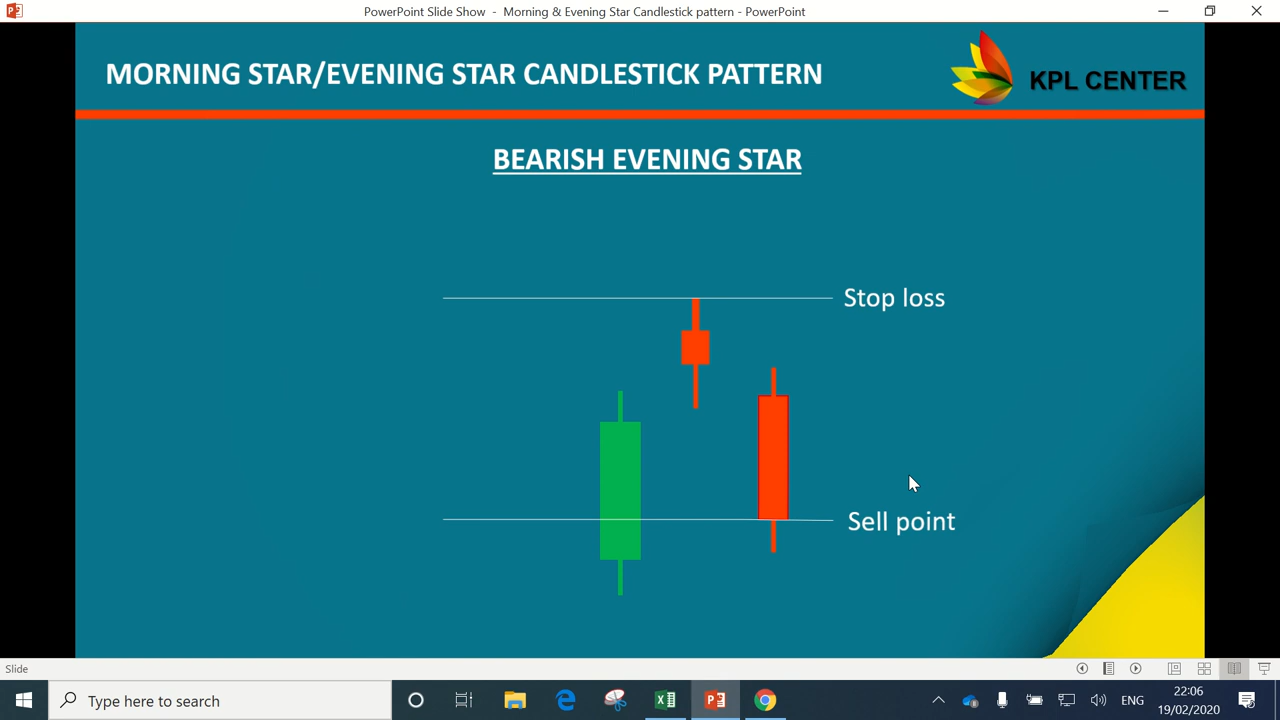 PowerPoint Slide Show - Morning & Evening Star Candlestick pattern - PowerPoint
MORNING STAR/EVENING STAR CANDLESTICK PATTERN
KPL CENTER
BEARISH EVENING STAR
Stop loss
Sell point
Slide
Type here to search
ENG
22:06
19/02/2020